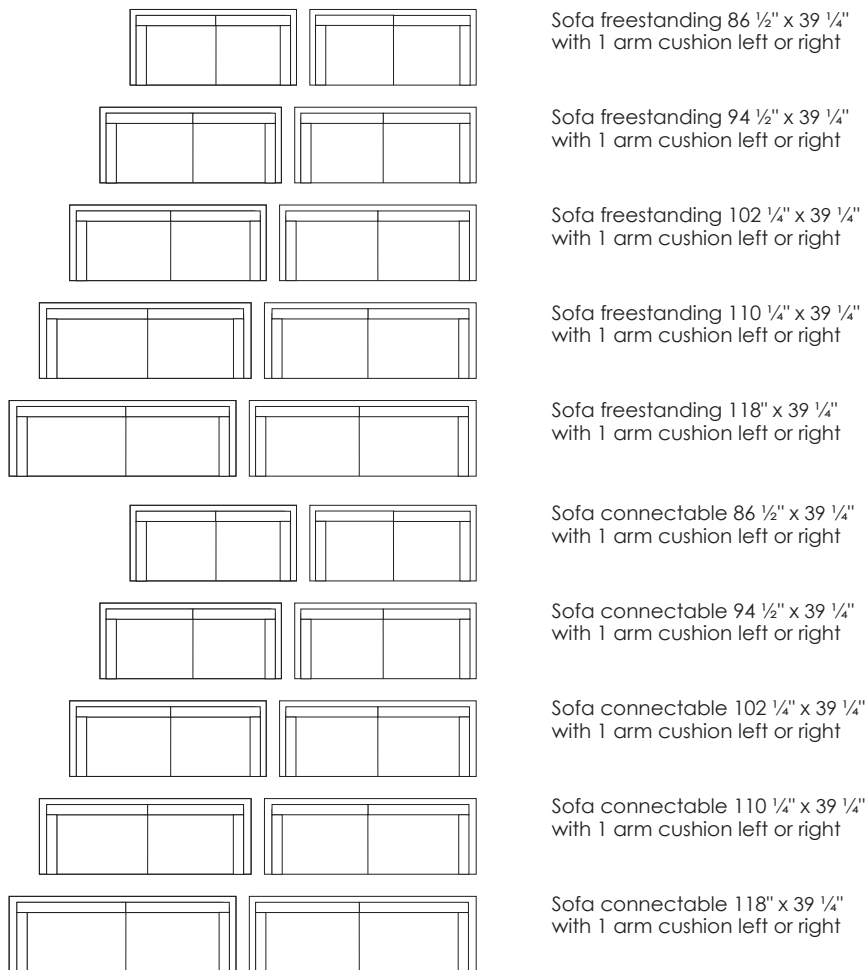 Sofa freestanding 86 ½" x 39 ¼"
with 1 arm cushion left or right
Sofa freestanding 94 ½" x 39 ¼"
with 1 arm cushion left or right
Sofa freestanding 102 ¼" x 39 ¼"
with 1 arm cushion left or right
Sofa freestanding 110 ¼" x 39 ¼"
with 1 arm cushion left or right
Sofa freestanding 118" x 39 ¼"
with 1 arm cushion left or right
Sofa connectable 86 ½" x 39 ¼"
with 1 arm cushion left or right
Sofa connectable 94 ½" x 39 ¼"
with 1 arm cushion left or right
Sofa connectable 102 ¼" x 39 ¼"
with 1 arm cushion left or right
Sofa connectable 110 ¼" x 39 ¼"
with 1 arm cushion left or right
Sofa connectable 118" x 39 ¼"
with 1 arm cushion left or right